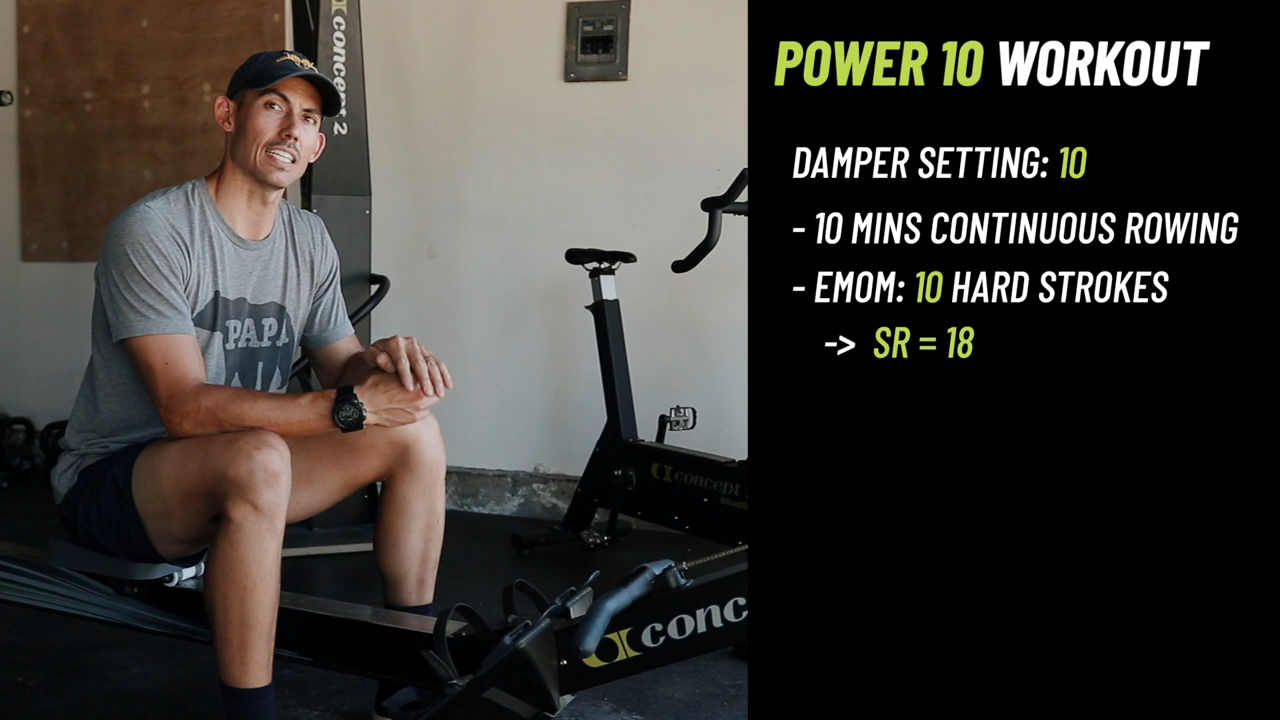 POWER 10 WORKOUT
DAMPER SETTING: 10
- 10 MINS CONTINUOUS ROWING
- EMOM: 10 HARD STROKES
-> SR = 18
concept 2
PAPA
concept
conc